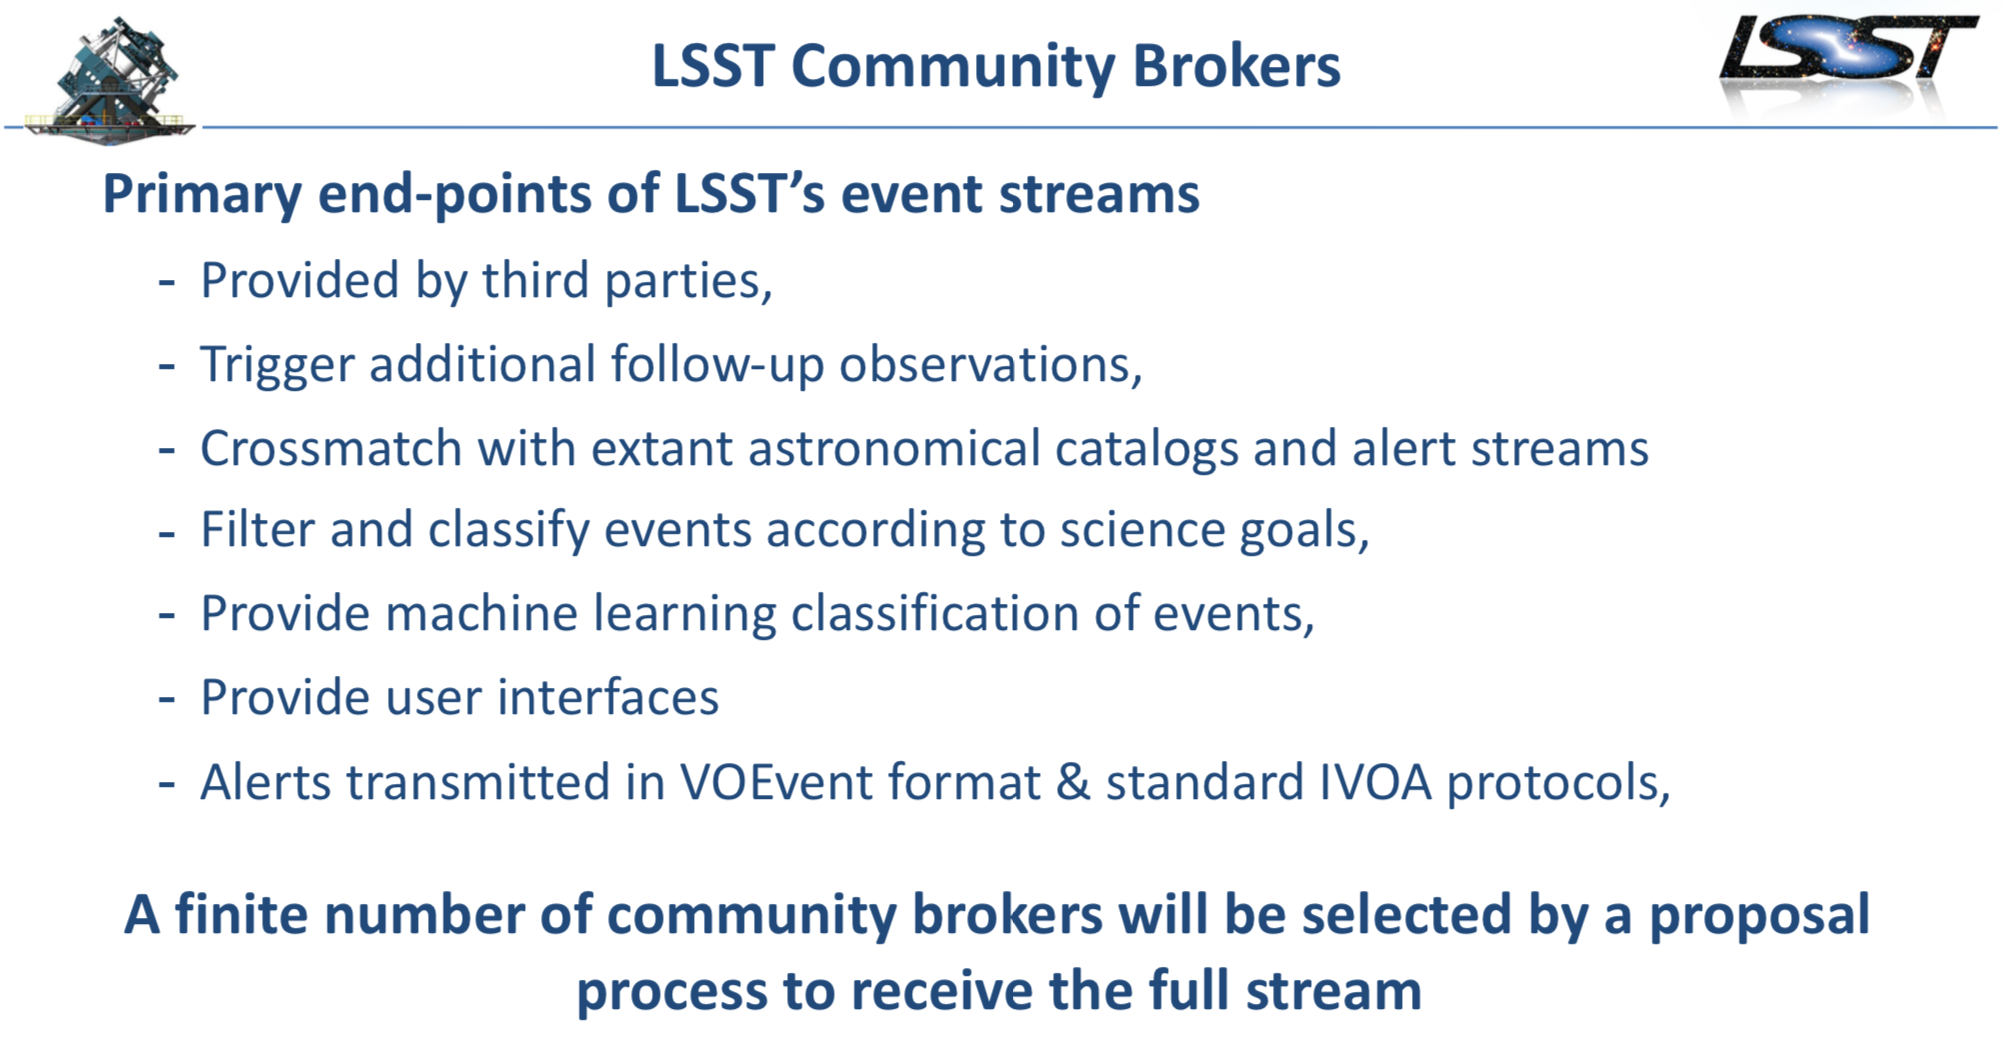 LSST Community Brokers
LSST
Primary end-points of LSST’s event streams
- Provided by third parties,
- Trigger additional follow-up observations,
- Crossmatch with extant astronomical catalogs and alert streams
- Filter and classify events according to science goals,
- Provide machine learning classification of events,
- Provide user interfaces
- Alerts transmitted in VOEvent format & standard IVOA protocols,
A finite number of community brokers will be selected by a proposal
process to receive the full stream